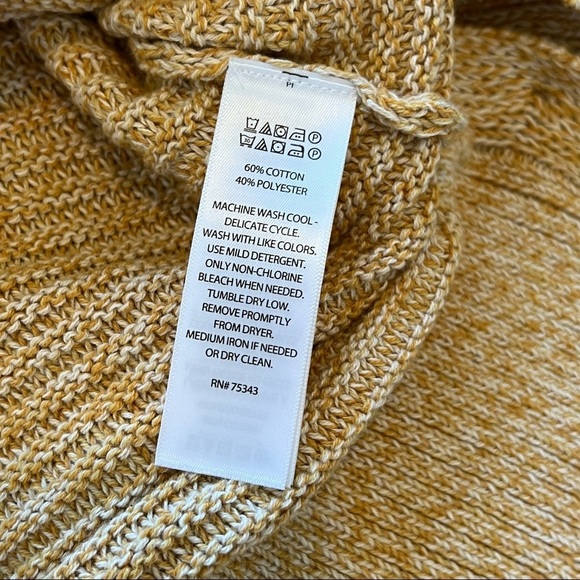 60% COTTON
40% POLYESTER
MACHINE WASH COOL -
DELICATE CYCLE.
WASH WITH LIKE COLORS.
USE MILD DETERGENT.
ONLY NON-CHLORINE
BLEACH WHEN NEEDED.
TUMBLE DRY LOW.
REMOVE PROMPTLY
FROM DRYER.
MEDIUM IRON IF NEEDED
OR DRY CLEAN.
RN# 75343